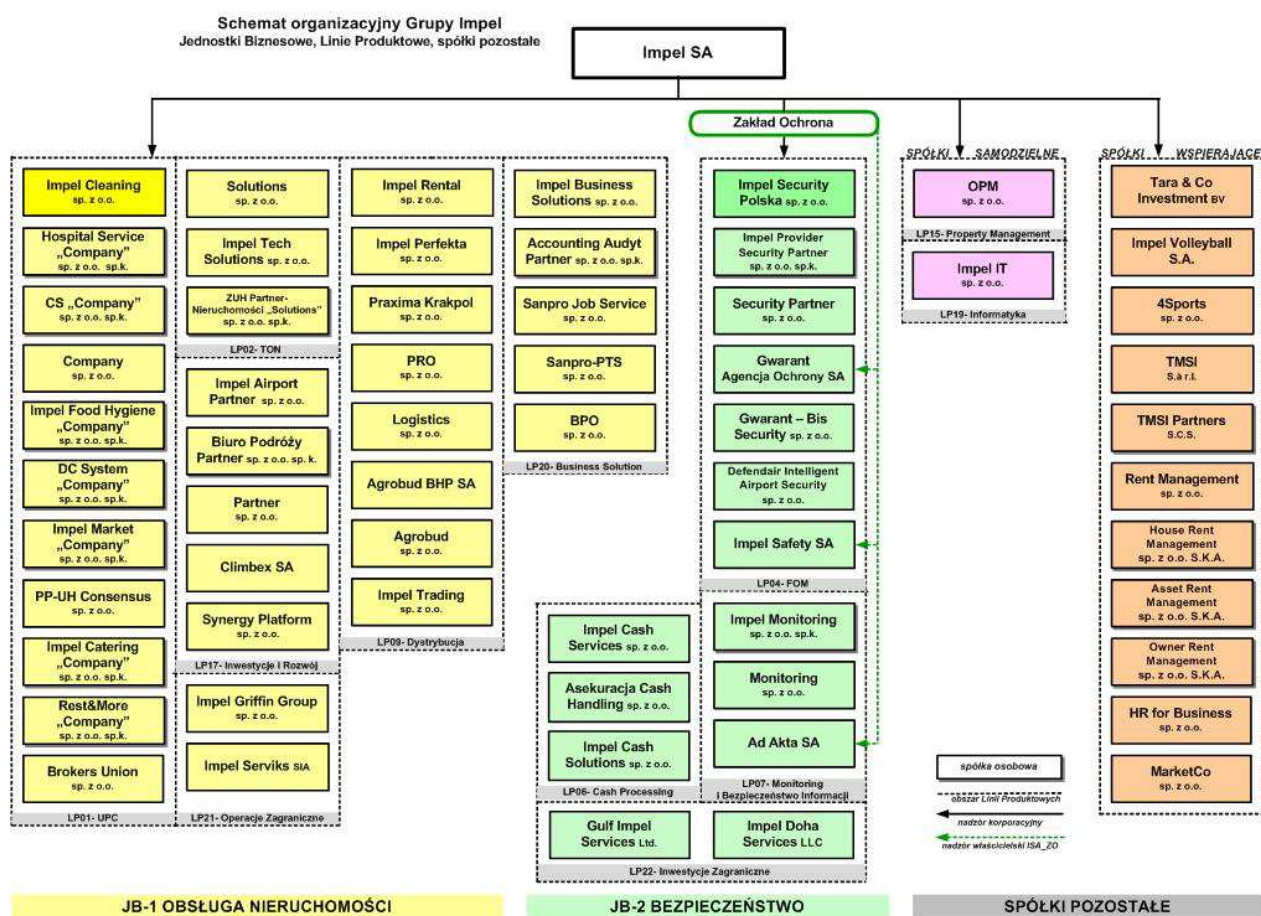 Schemat organizacyjny Grupy Impel
Jednostki Biznesowe, Linie Produktowe, spółki pozostałe
Impel SA
Zakład Ochrona
SPÓŁKI SAMODZIELNE
SPÓŁKI WSPIERAJĄCE
Impel Cleaning
sp. z o.o.
Hospital Service
„Company”
sp. z o.o. sp.k.
CS „Company”
sp. z o.o. sp.k.
Company
sp. z o.o.
Impel Food Hygiene
„Company”
sp. z o.o. sp.k.
DC System
„Company”
sp. z o.o. sp.k.
Impel Market
„Company”
sp. z o.o. sp.k.
PP-UH Consensus
sp. z o.o.
Impel Catering
„Company”
sp. z o.o. sp.k.
Rest&More
„Company”
sp. z o.o. sp.k.
Brokers Union
sp. z o.o.
LP01- UPC
Solutions
sp. z o.o.
Impel Tech
Solutions sp. z o.o.
ZUH Partner-
Nieruchomości „Solutions”
sp. z o.o. sp.k.
LP02- TON
Impel Airport
Partner sp. z o.o.
Biuro Podróży
Partner sp. z o.o. sp. k.
Partner
sp. z o.o.
Climbex SA
Synergy Platform
sp. z o.o.
LP17- Inwestycje i Rozwój
Impel Griffin Group
sp. z o.o.
Impel Serviks SIA
LP21- Operacje Zagraniczne
Impel Rental
sp. z o.o.
Impel Perfekta
sp. z o.o.
Praxima Krakpol
sp. z o.o.
PRO
sp. z o.o.
Logistics
sp. z o.o.
Agrobud BHP SA
Agrobud
sp. z o.o.
Impel Trading
sp. z o.o.
LP09- Dystrybucja
Impel Business
Solutions sp. z o.o.
Accounting Audyt
Partner sp. z o.o. sp.k.
Sanpro Job Service
sp. z o.o.
Sanpro-PTS
sp. z o.o.
BPO
sp. z o.o.
LP20- Business Solution
Impel Security
Polska sp. z o.o.
Impel Provider
Security Partner
sp. z o.o. sp.k.
Security Partner
sp. z o.o.
Gwarant
Agencja Ochrony SA
Gwarant – Bis
Security sp. z o.o.
Defendair Intelligent
Airport Security
sp. z o.o.
Impel Safety SA
LP04- FOM
Impel Cash
Services sp. z o.o.
Asekuracja Cash
Handling sp. z o.o.
Impel Cash
Solutions sp. z o.o.
LP06- Cash Processing
Impel Monitoring
sp. z o.o. sp.k.
Monitoring
sp. z o.o.
Ad Akta SA
LP07- Monitoring
i Bezpieczeństwo Informacji
Gulf Impel
Services Ltd.
Impel Doha
Services LLC
LP22- Inwestycje Zagraniczne
OPM
sp. z o.o.
LP15- Property Management
Impel IT
sp. z o.o.
LP19- Informatyka
Tara & Co
Investment BV
Impel Volleyball
S.A.
4Sports
sp. z o.o.
TMSI
S.a r.l.
TMSI Partners
S.C.S.
Rent Management
sp. z o.o.
House Rent
Management
sp. z o.o. S.K.A.
Asset Rent
Management
sp. z o.o. S.K.A.
Owner Rent
Management
sp. z o.o. S.K.A.
HR for Business
sp. z o.o.
MarketCo
sp. z o.o.
spółka osobowa
obszar Linii Produktowych
nadzór korporacyjny
nadzór właścicielski ISA_ZO
JB-1 OBSŁUGA NIERUCHOMOŚCI
JB-2 BEZPIECZEŃSTWO
SPÓŁKI POZOSTAŁE